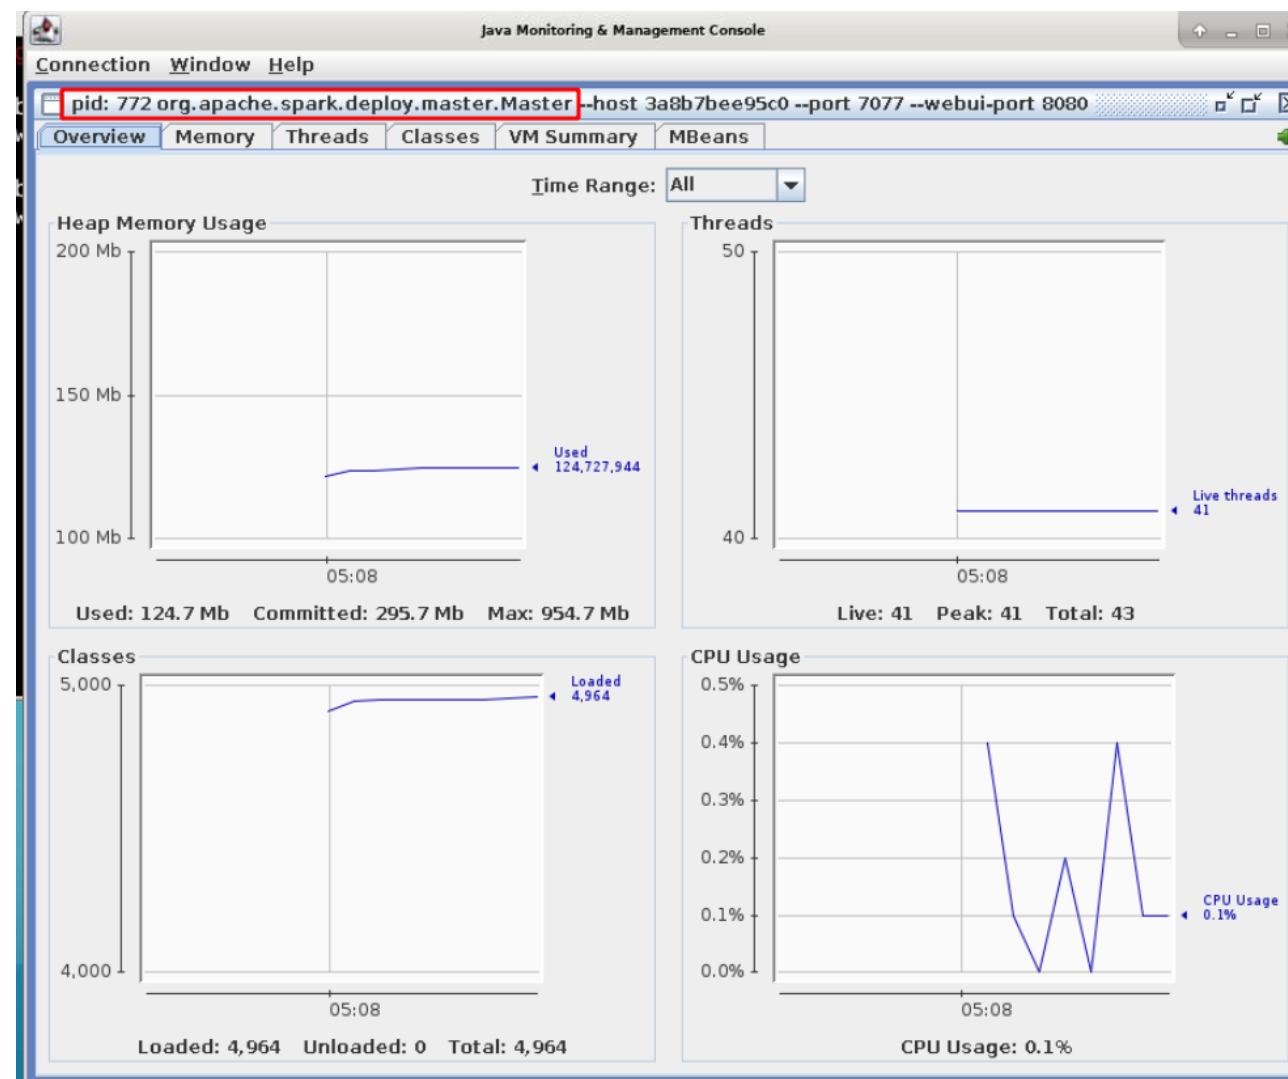 Java Monitoring & Management Console
Connection Window Help
pid: 772 org.apache.spark.deploy.master.Master --host 3a8b7bee95c0 --port 7077 --webui-port 8080
Overview Memory Threads Classes VM Summary MBeans
Time Range: All
Heap Memory Usage
200 Mb
150 Mb
100 Mb
Used
124,727,944
05:08
Used: 124.7 Mb Committed: 295.7 Mb Max: 954.7 Mb
Threads
50
40
Live threads
41
05:08
Live: 41 Peak: 41 Total: 43
Classes
5,000
4,000
Loaded
4,964
05:08
Loaded: 4,964 Unloaded: 0 Total: 4,964
CPU Usage
0.5%
0.4%
0.3%
0.2%
0.1%
0.0%
CPU Usage
0.1%
05:08
CPU Usage: 0.1%